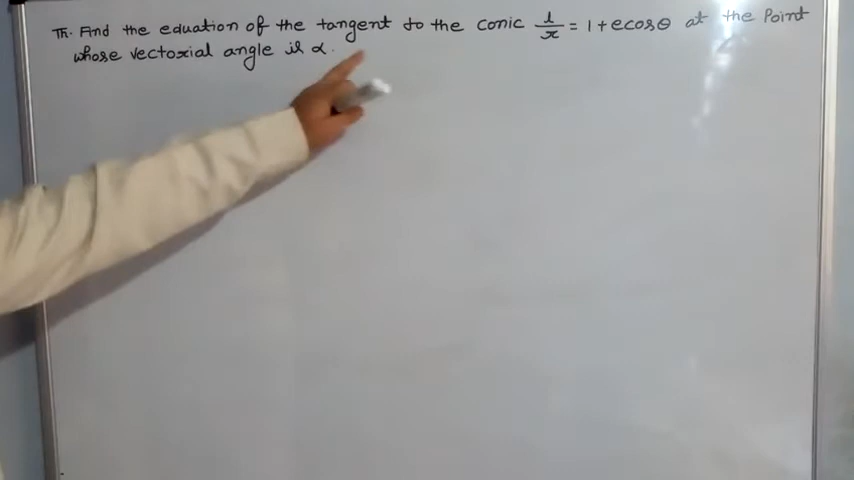 Th. Find the eduation of the tangent to the conic l/r = 1 + ecosθ at the Point
whose vectorial angle is α.